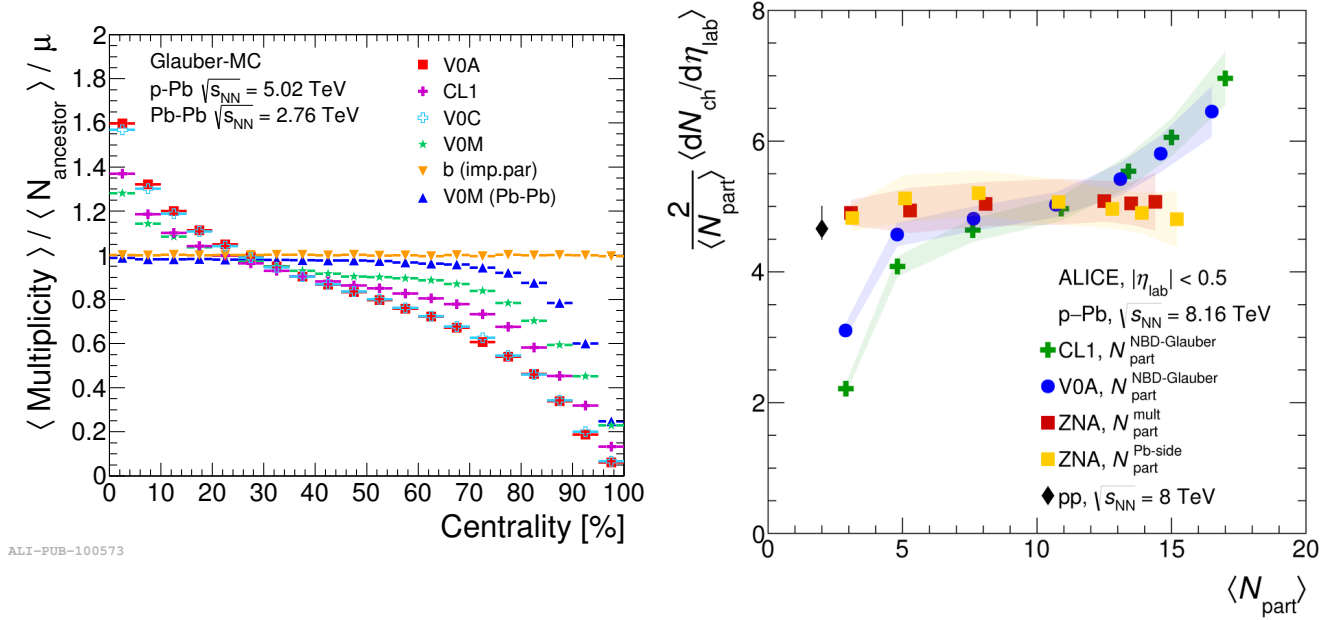 ⟨ Multiplicity ⟩ / ⟨ N_ancestor ⟩ / μ
2
1.8
1.6
1.4
1.2
1
0.8
0.6
0.4
0.2
0
Glauber-MC
p-Pb √s_NN = 5.02 TeV
Pb-Pb √s_NN = 2.76 TeV
V0A
CL1
V0C
V0M
b (imp.par)
V0M (Pb-Pb)
0 10 20 30 40 50 60 70 80 90 100
Centrality [%]
ALI-PUB-100573
2/⟨N_part⟩ ⟨dN_ch/dη_lab⟩
8
6
4
2
0
ALICE, |η_lab| < 0.5
p–Pb, √s_NN = 8.16 TeV
CL1, N_part^NBD-Glauber
V0A, N_part^NBD-Glauber
ZNA, N_part^mult
ZNA, N_part^Pb-side
pp, √s_NN = 8 TeV
0 5 10 15 20
⟨N_part⟩